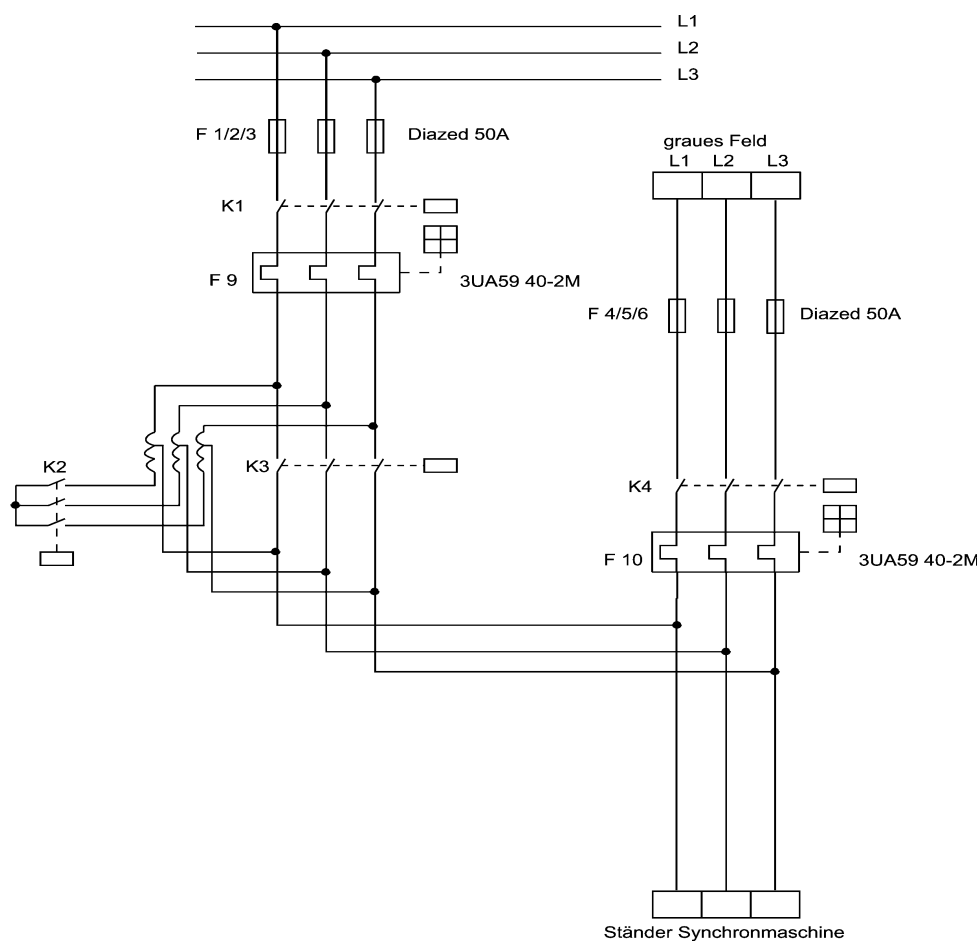 L1
L2
L3
F 1/2/3
Diazed 50A
graues Feld
L1 L2 L3
K1
F 9
3UA59 40-2M
F 4/5/6
Diazed 50A
K2
K3
K4
F 10
3UA59 40-2M
Ständer Synchronmaschine